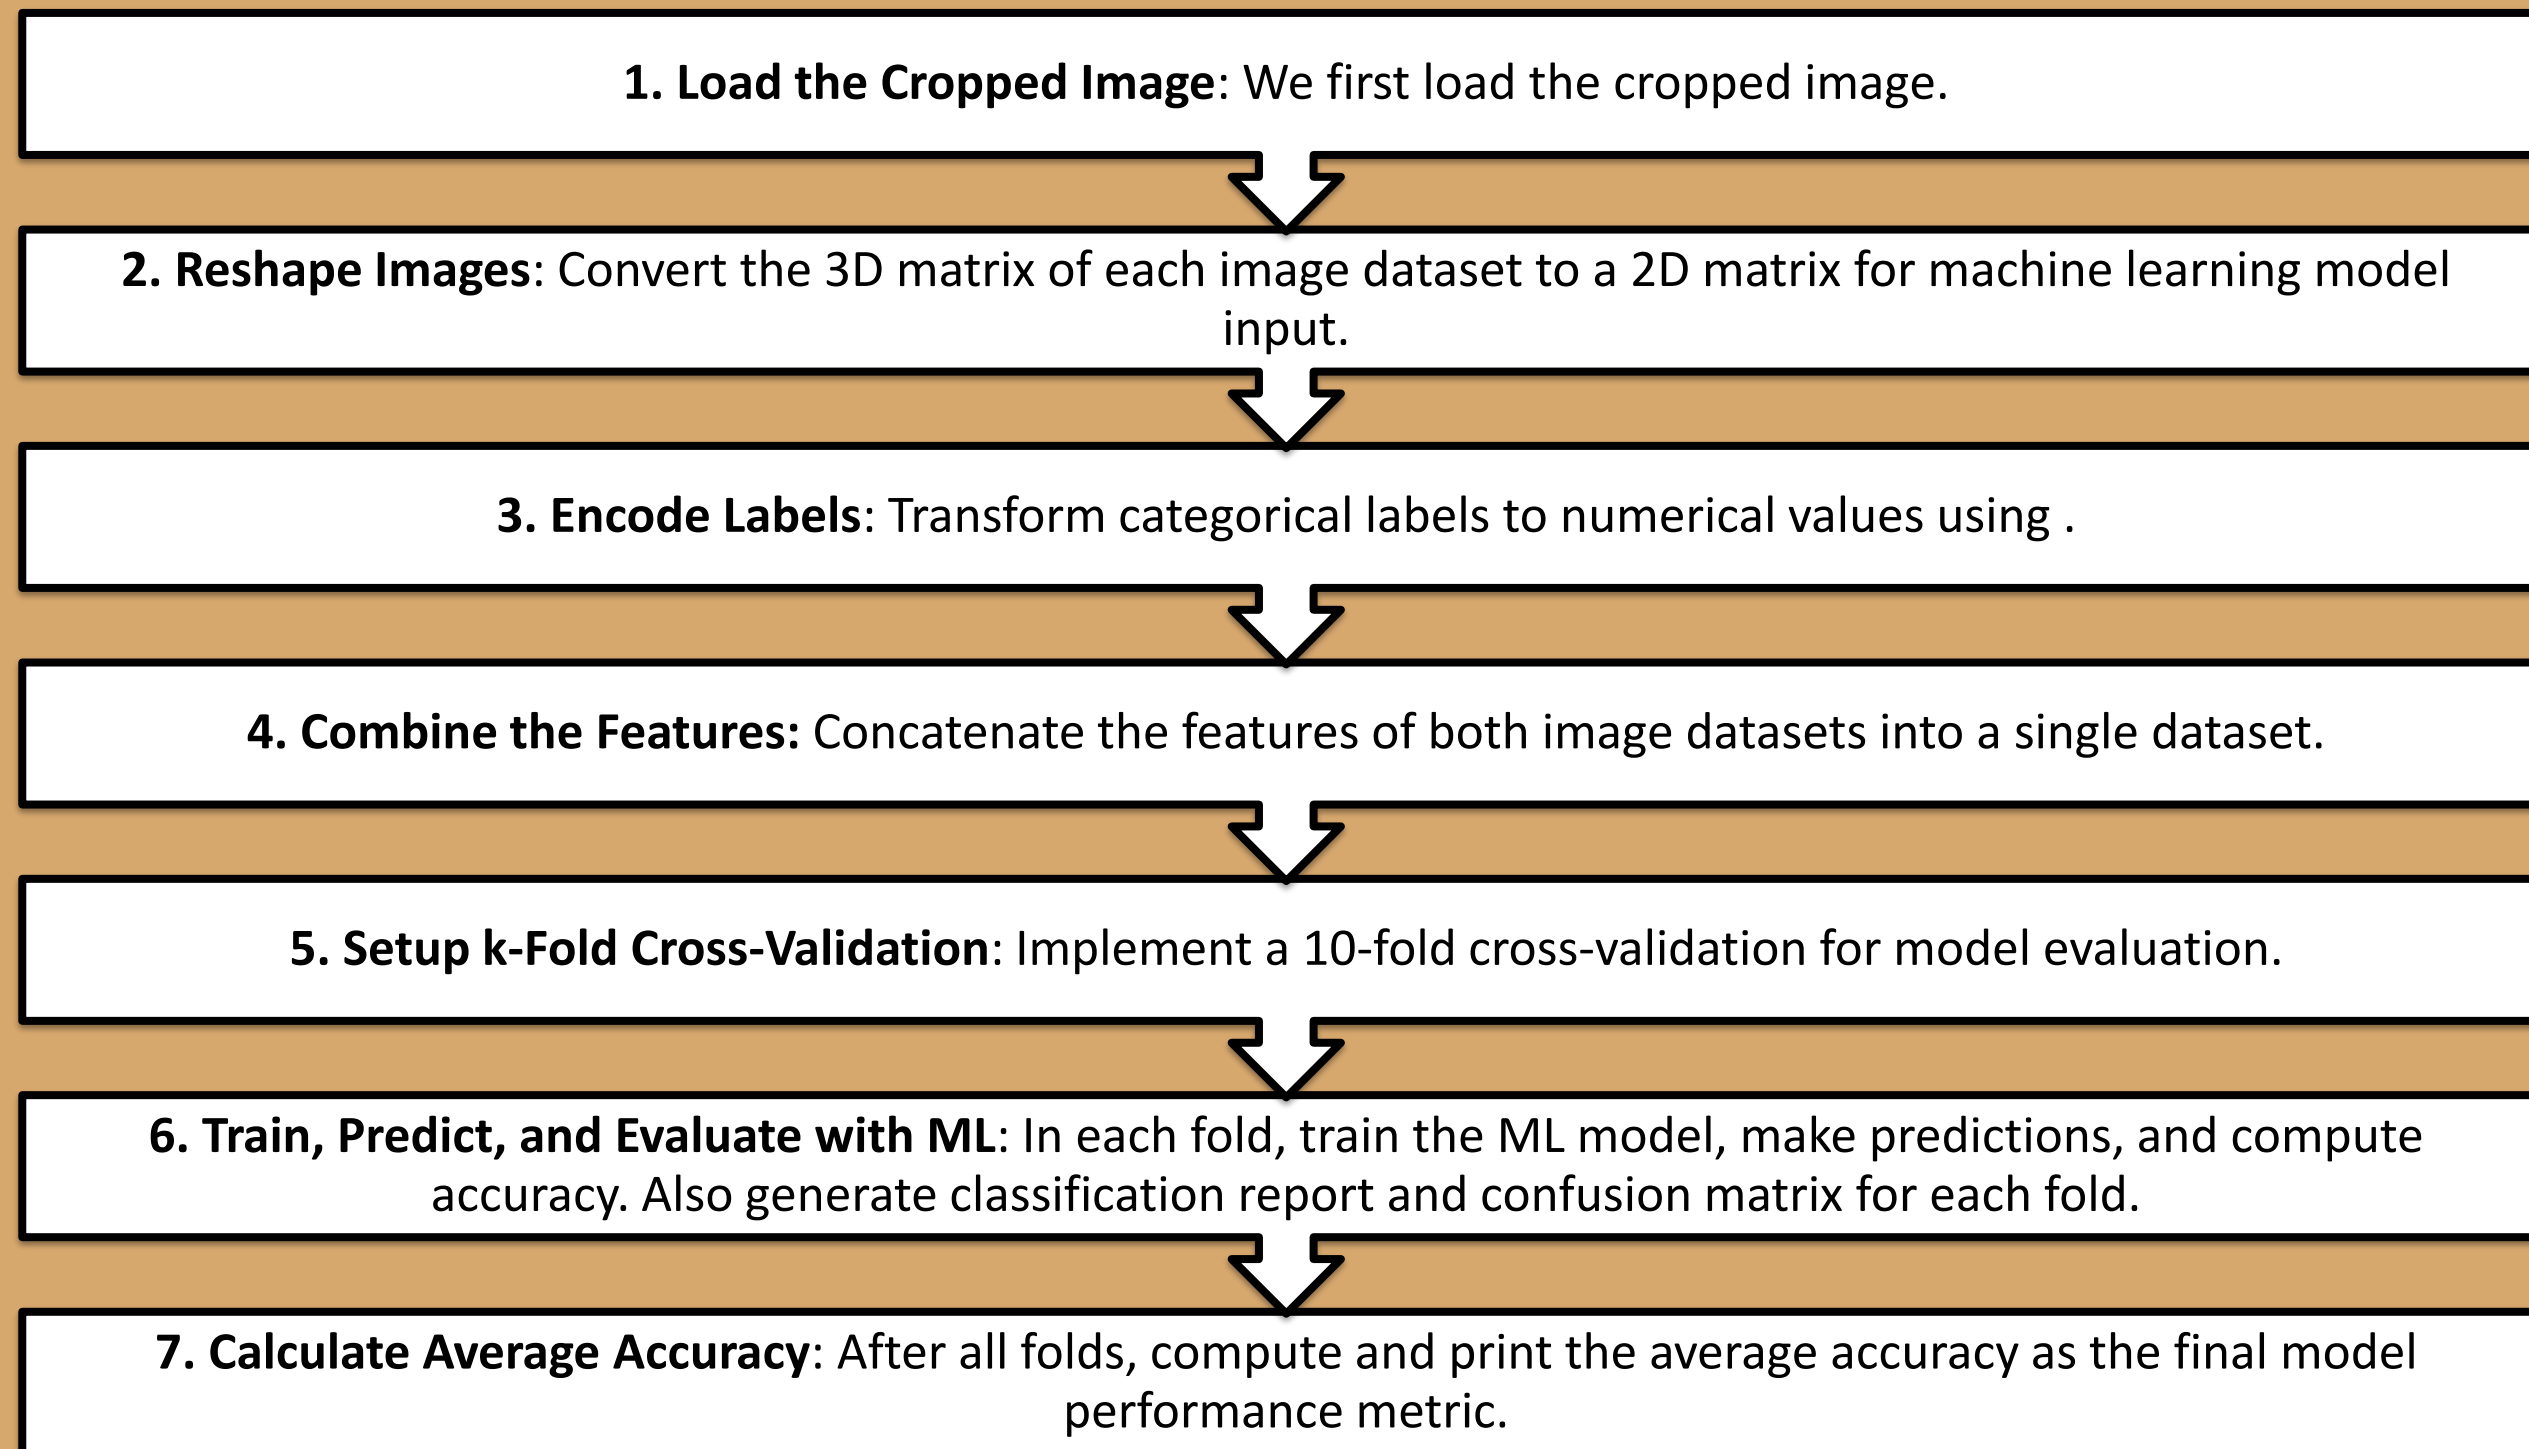 1. Load the Cropped Image: We first load the cropped image.
2. Reshape Images: Convert the 3D matrix of each image dataset to a 2D matrix for machine learning model
input.
3. Encode Labels: Transform categorical labels to numerical values using .
4. Combine the Features: Concatenate the features of both image datasets into a single dataset.
5. Setup k-Fold Cross-Validation: Implement a 10-fold cross-validation for model evaluation.
6. Train, Predict, and Evaluate with ML: In each fold, train the ML model, make predictions, and compute
accuracy. Also generate classification report and confusion matrix for each fold.
7. Calculate Average Accuracy: After all folds, compute and print the average accuracy as the final model
performance metric.